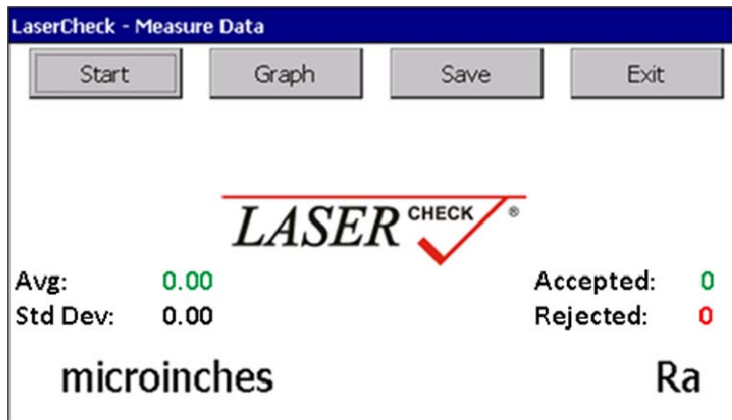 LaserCheck - Measure Data
Start Graph Save Exit
LASER CHECK ®
Avg: 0.00 Accepted: 0
Std Dev: 0.00 Rejected: 0
microinches Ra